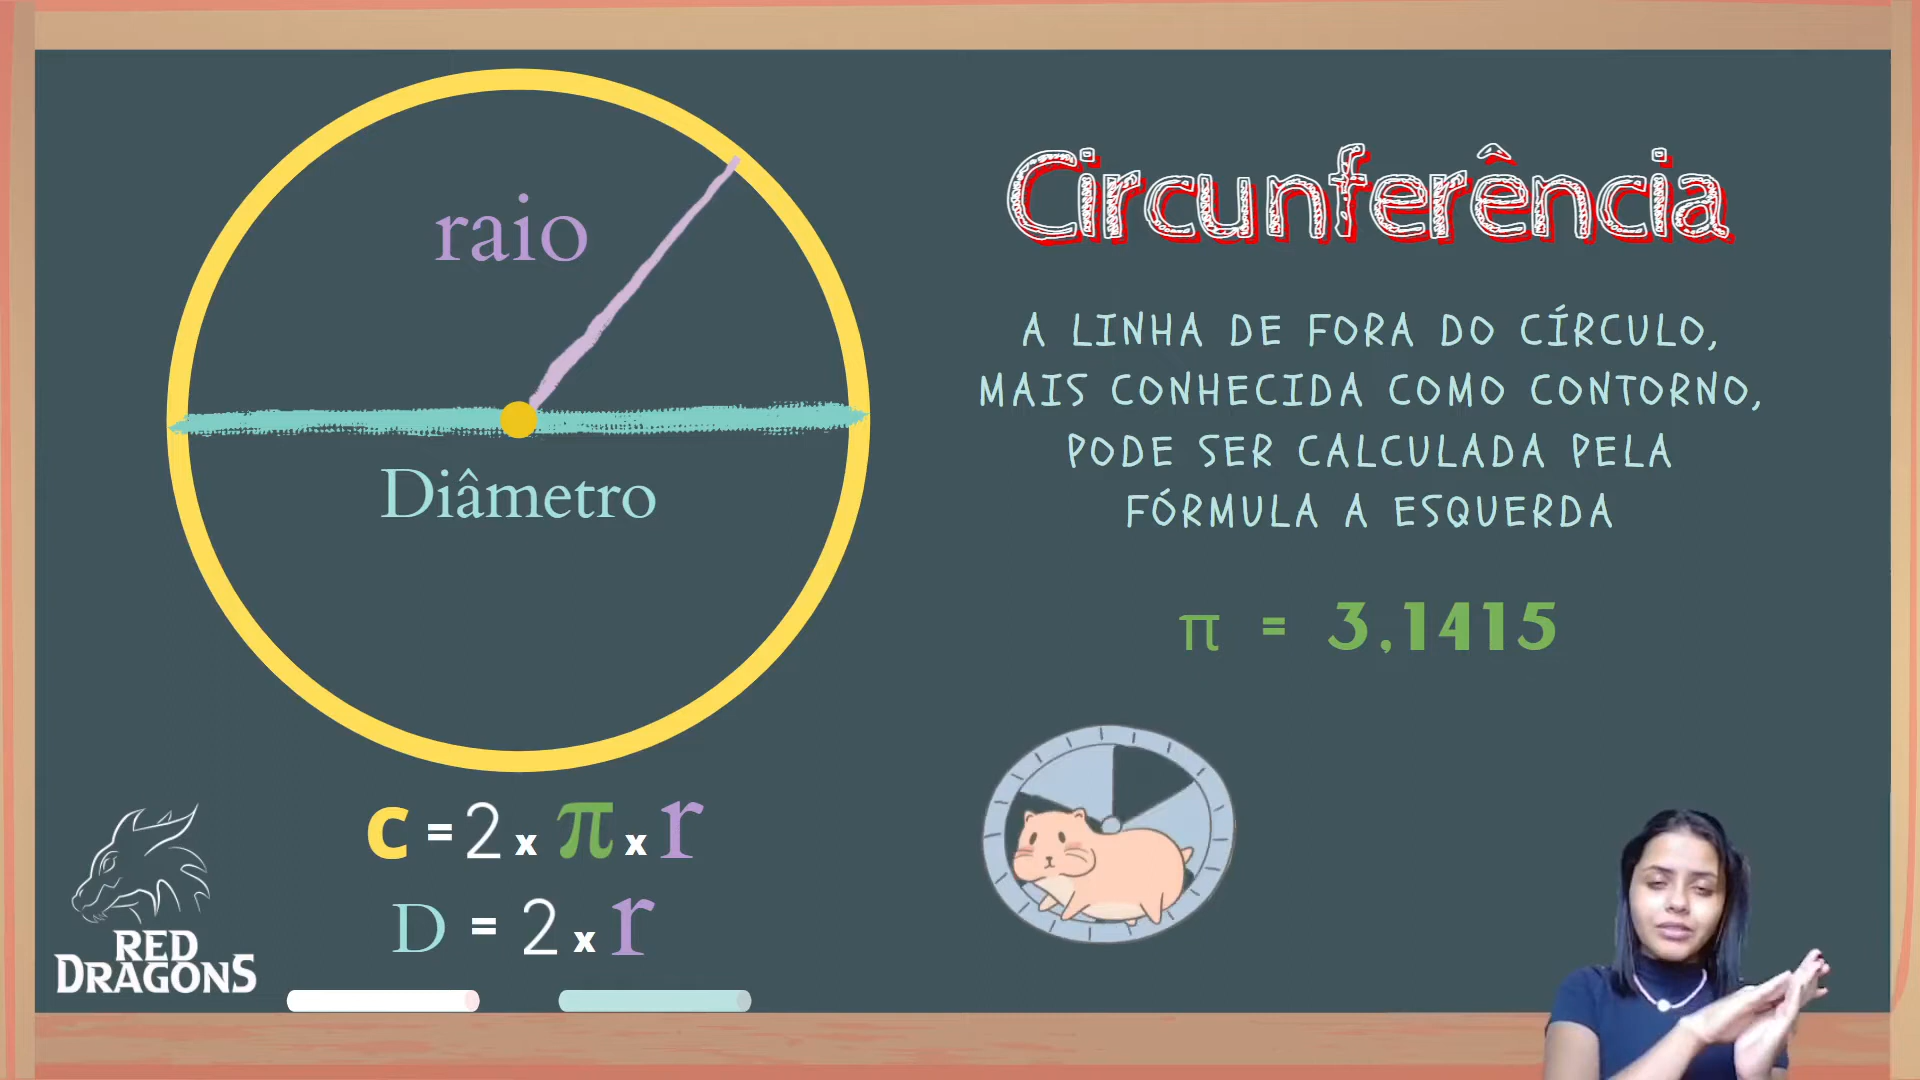 raio
Diâmetro
c = 2 x π x r
D = 2 x r
RED
DRAGONS
Circunferência
A LINHA DE FORA DO CÍRCULO,
MAIS CONHECIDA COMO CONTORNO,
PODE SER CALCULADA PELA
FÓRMULA A ESQUERDA
π = 3,1415